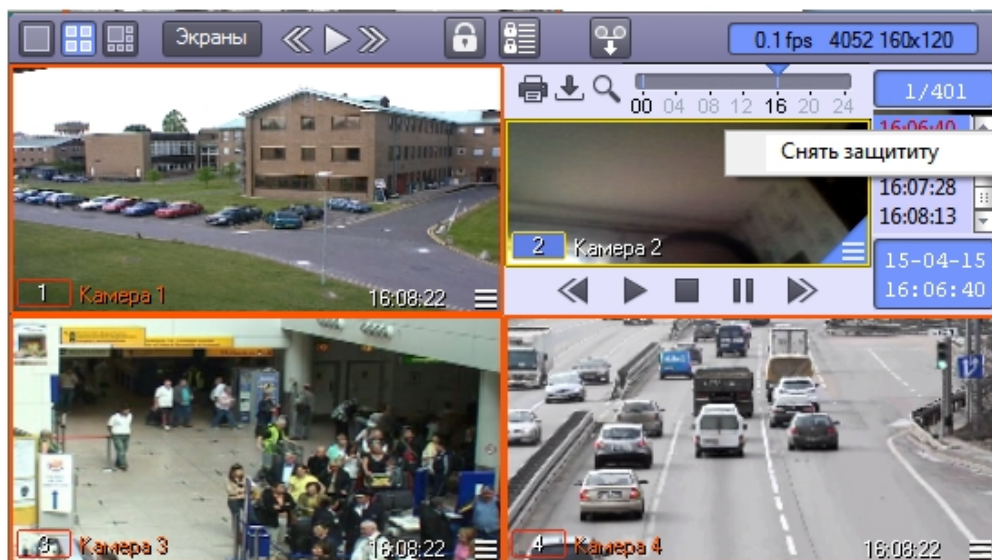 Экраны
0.1 fps 4052 160x120
00 04 08 12 16 20 24
1/401
16:06:40
Снять защититу
16:07:28
16:08:13
2 Камера 2
15-04-15
16:06:40
1 Камера 1 16:08:22
3 Камера 3 16:08:22
4 Камера 4 16:08:22